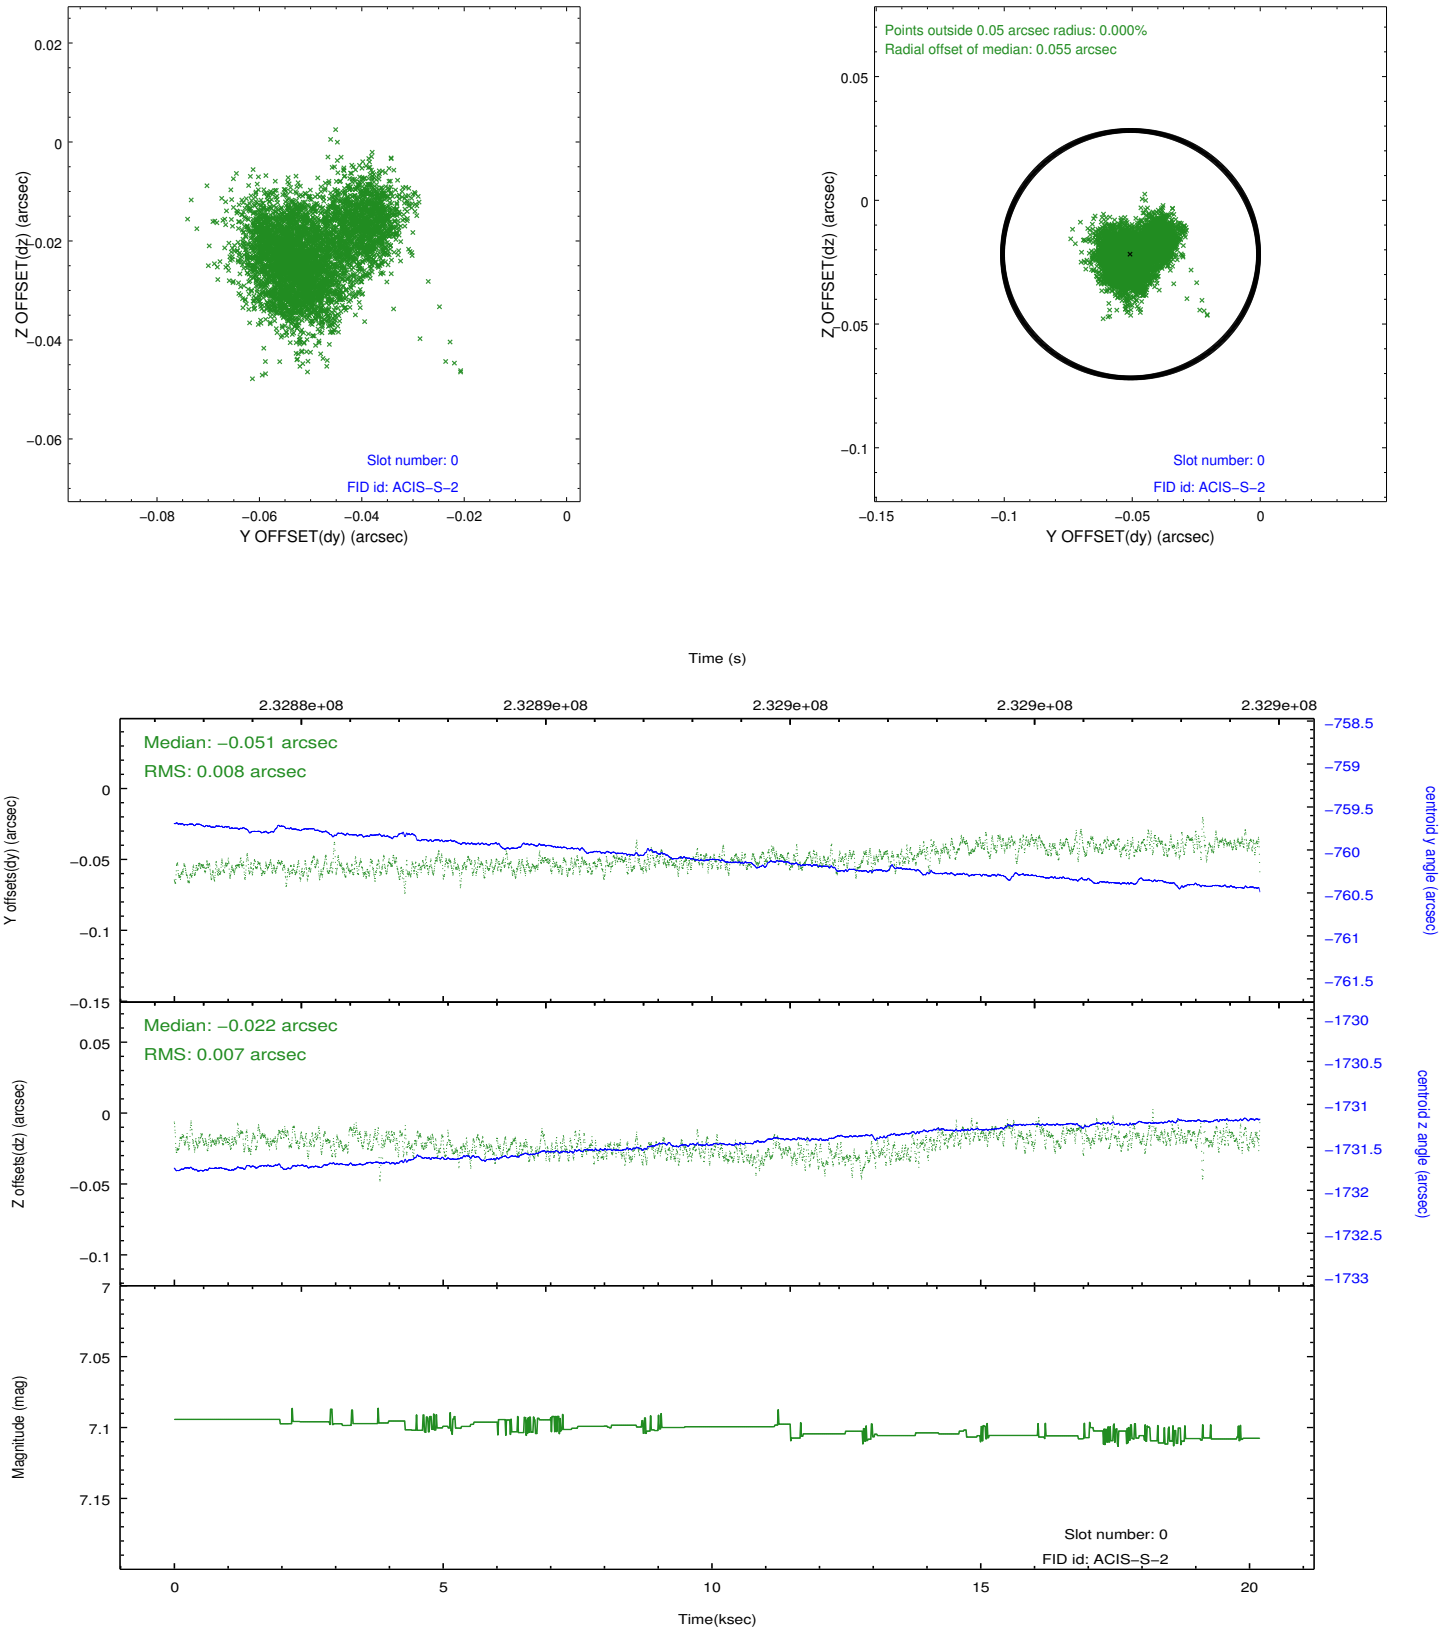 0.02
0
−0.02
−0.04
−0.06
Z OFFSET(dz) (arcsec)
Slot number: 0
FID id: ACIS−S−2
−0.08 −0.06 −0.04 −0.02 0
Y OFFSET(dy) (arcsec)
Points outside 0.05 arcsec radius: 0.000%
Radial offset of median: 0.055 arcsec
0.05
0
−0.05
−0.1
Z OFFSET(dz) (arcsec)
Slot number: 0
FID id: ACIS−S−2
−0.15 −0.1 −0.05 0
Y OFFSET(dy) (arcsec)
Time (s)
2.3288e+08 2.3289e+08 2.329e+08 2.329e+08 2.329e+08
Median: −0.051 arcsec
RMS: 0.008 arcsec
0
−0.05
−0.1
−0.15
Y offsets(dy) (arcsec)
−758.5
−759
−759.5
−760
−760.5
−761
−761.5
centroid y angle (arcsec)
Median: −0.022 arcsec
RMS: 0.007 arcsec
0.05
0
−0.05
−0.1
Z offsets(dz) (arcsec)
−1730
−1730.5
−1731
−1731.5
−1732
−1732.5
−1733
centroid z angle (arcsec)
7
7.05
7.1
7.15
Magnitude (mag)
Slot number: 0
FID id: ACIS−S−2
0 5 10 15 20
Time(ksec)